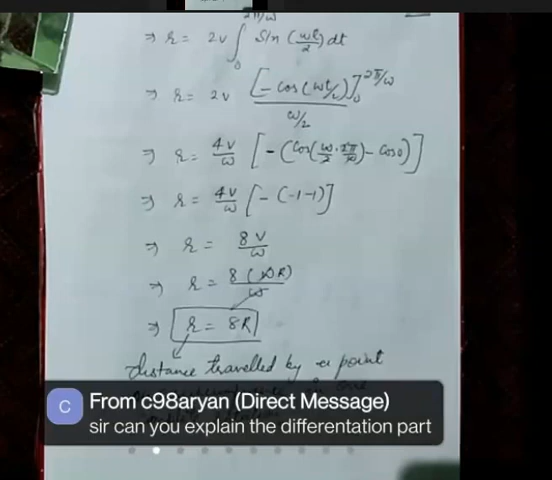 2π/ω
⇒ r = 2v ∫₀ Sin (ωt/2) dt
⇒ r = 2v [- cos (ωt/2)]₀^2π/ω / ω/2
⇒ r = 4v/ω [- (cos(ω/2 · 2π/ω) - cos0)]
⇒ r = 4v/ω [- (-1-1)]
⇒ r = 8v/ω
⇒ r = 8(ωR)/ω
⇒ r = 8R
distance travelled by a point
one
C
From c98aryan (Direct Message)
sir can you explain the differentation part